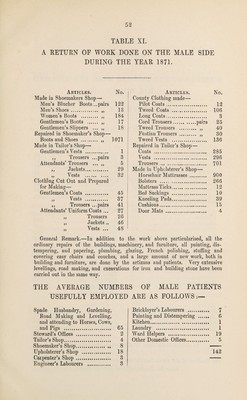 52
TABLE XI.
A RETURN OF WORK DONE ON THE MALE SIDE
DURING THE YEAR 1871.
ARTICLES. No.
Made in Shoemakers Shop—
Men's Blucher Boots ..pairs 122
Men's Shoes ,, 15
Women's Boots ,, 184
Gentlemen's Boots ,, 17
Gentlemen's Slippers ,, 18
Repaired in Shoemaker's Shop—
Boots and Shoes ,, 1071
Made in Tailor's Shop—
Gentlemen's Vests 1
,, Trousers ...pairs 3
Attendants' Trousers ... ,, 3
,, Jackets 29
,, Vests 32
Clothing Cut Out and Prepared
for Making—
Gentlemen's Coats 45
,, Vests 37
,, Trousers .. pairs 41
Attendants' Uniform Coats ... 27
,, Trousers 26
,, Jackets .. 46
,, Vests ... 48
ARTICLES. No.
County Clothing made—
Pilot Coats 12
Tweed Coats 106
Long Coats 3
Cord Trousers pairs 25
Tweed Trousers ,, 40
Fustian Trousers ,, 39
Tweed Vests 136
Repaired in Tailor's Shop—
Coats 285
Vests 296
Trousers 701
Made in Upholsterer's Shop—
Horsehair Mattresses 900
Bolsters 266
Mattress Ticks 12
Bed Sackings 10
Kneeling Pads 39
Cushions 15
Door Mats 4
General Remark.—In addition to the work above particularized, all the
ordinary repairs of the buildings, machinery, and furniture, all painting, dis-
tempering, and papering, plumbing, glazing, French polishing, stuffing and
covering easy chairs and couches, and a large amount of new work, both in
building and furniture, are done by the artisans and patients. Very extensive
levellings, road making, and excavations for iron and building stone have been
carried out in the same way.
THE AVERAGE NUMBERS OF MALE PATIENTS
USEFULLY EMPLOYED ARE AS FOLLOWS :—
Spade Husbandry, Gardening,
Road Making and Levelling,
and attending to Horses, Cows,
and Pigs 65
Steward's Offices 2
Tailor's Shop 4
Shoemaker's Shop 8
Upholsterer's Shop 18
Carpenter's Shop 3
Engineer's Labourers 3
Bricklayer's Labourers 7
Painting and Distempering 6
Kitchen 1
Laundry 1
Ward Helpers 19
Other Domestic Offices 5
142